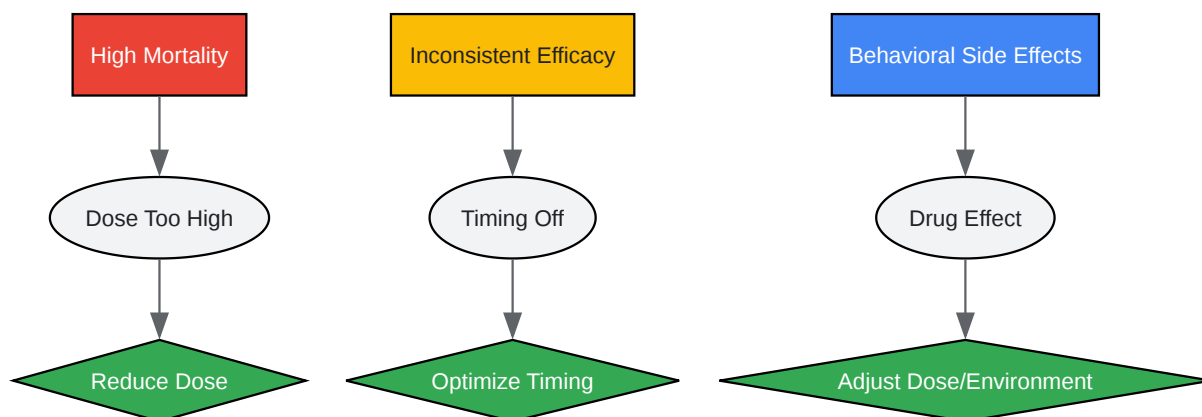 High Mortality
Inconsistent Efficacy
Behavioral Side Effects
Dose Too High
Timing Off
Drug Effect
Reduce Dose
Optimize Timing
Adjust Dose/Environment